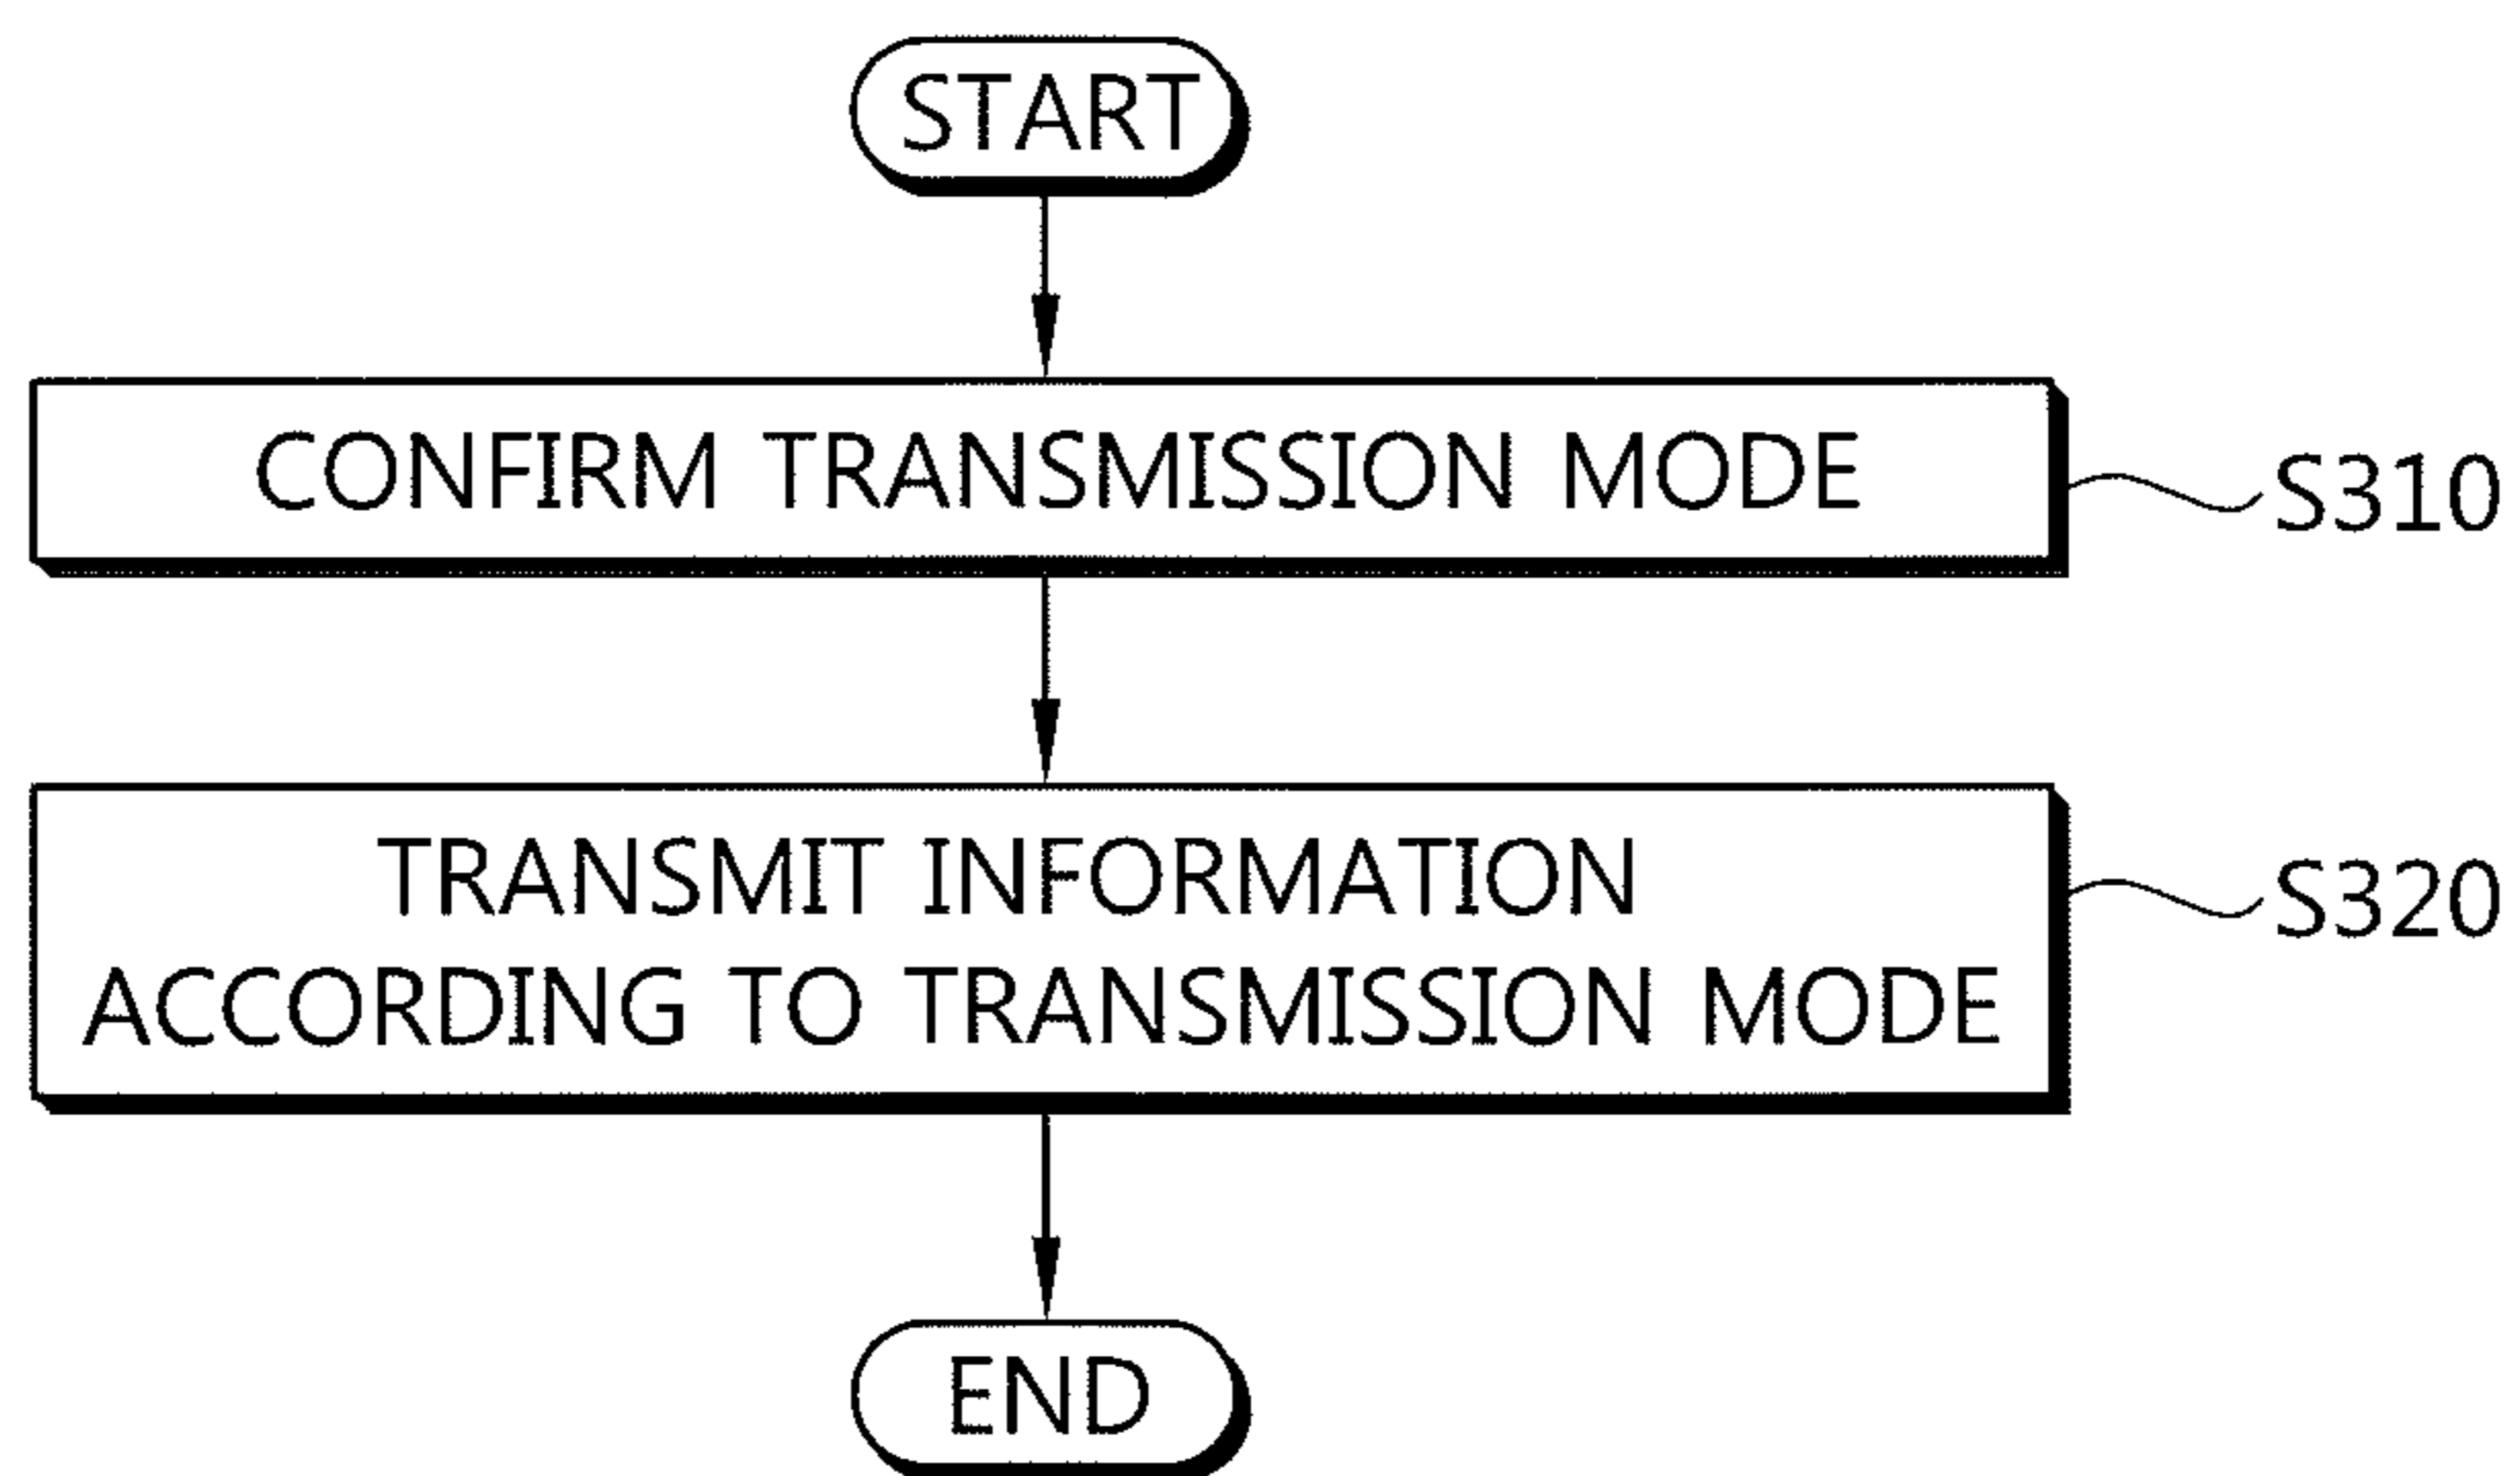 START
CONFIRM TRANSMISSION MODE
S310
TRANSMIT INFORMATION
ACCORDING TO TRANSMISSION MODE
S320
END